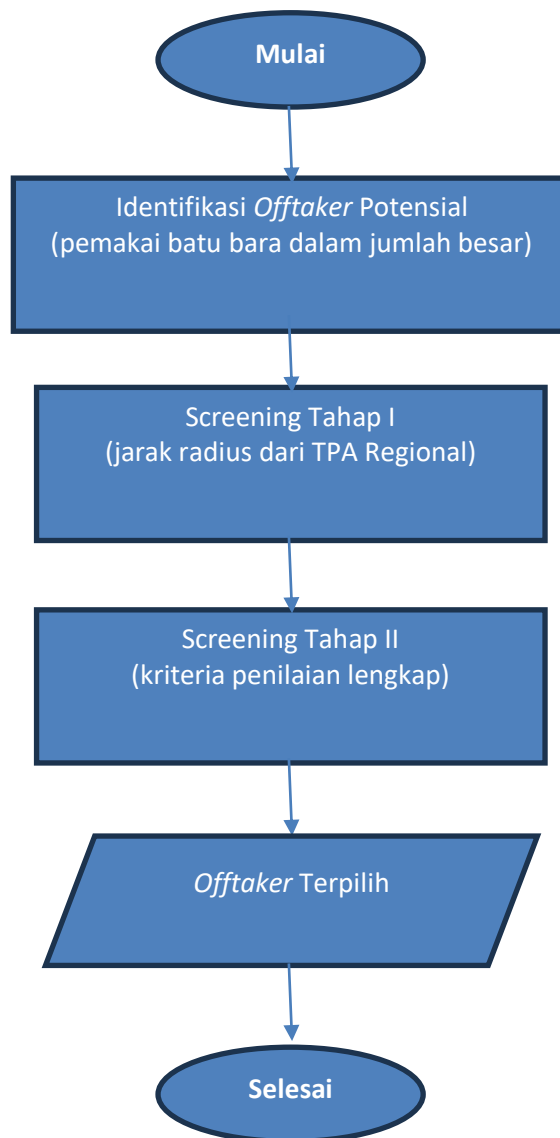 Mulai
Identifikasi Offtaker Potensial
(pemakai batu bara dalam jumlah besar)
Screening Tahap I
(jarak radius dari TPA Regional)
Screening Tahap II
(kriteria penilaian lengkap)
Offtaker Terpilih
Selesai